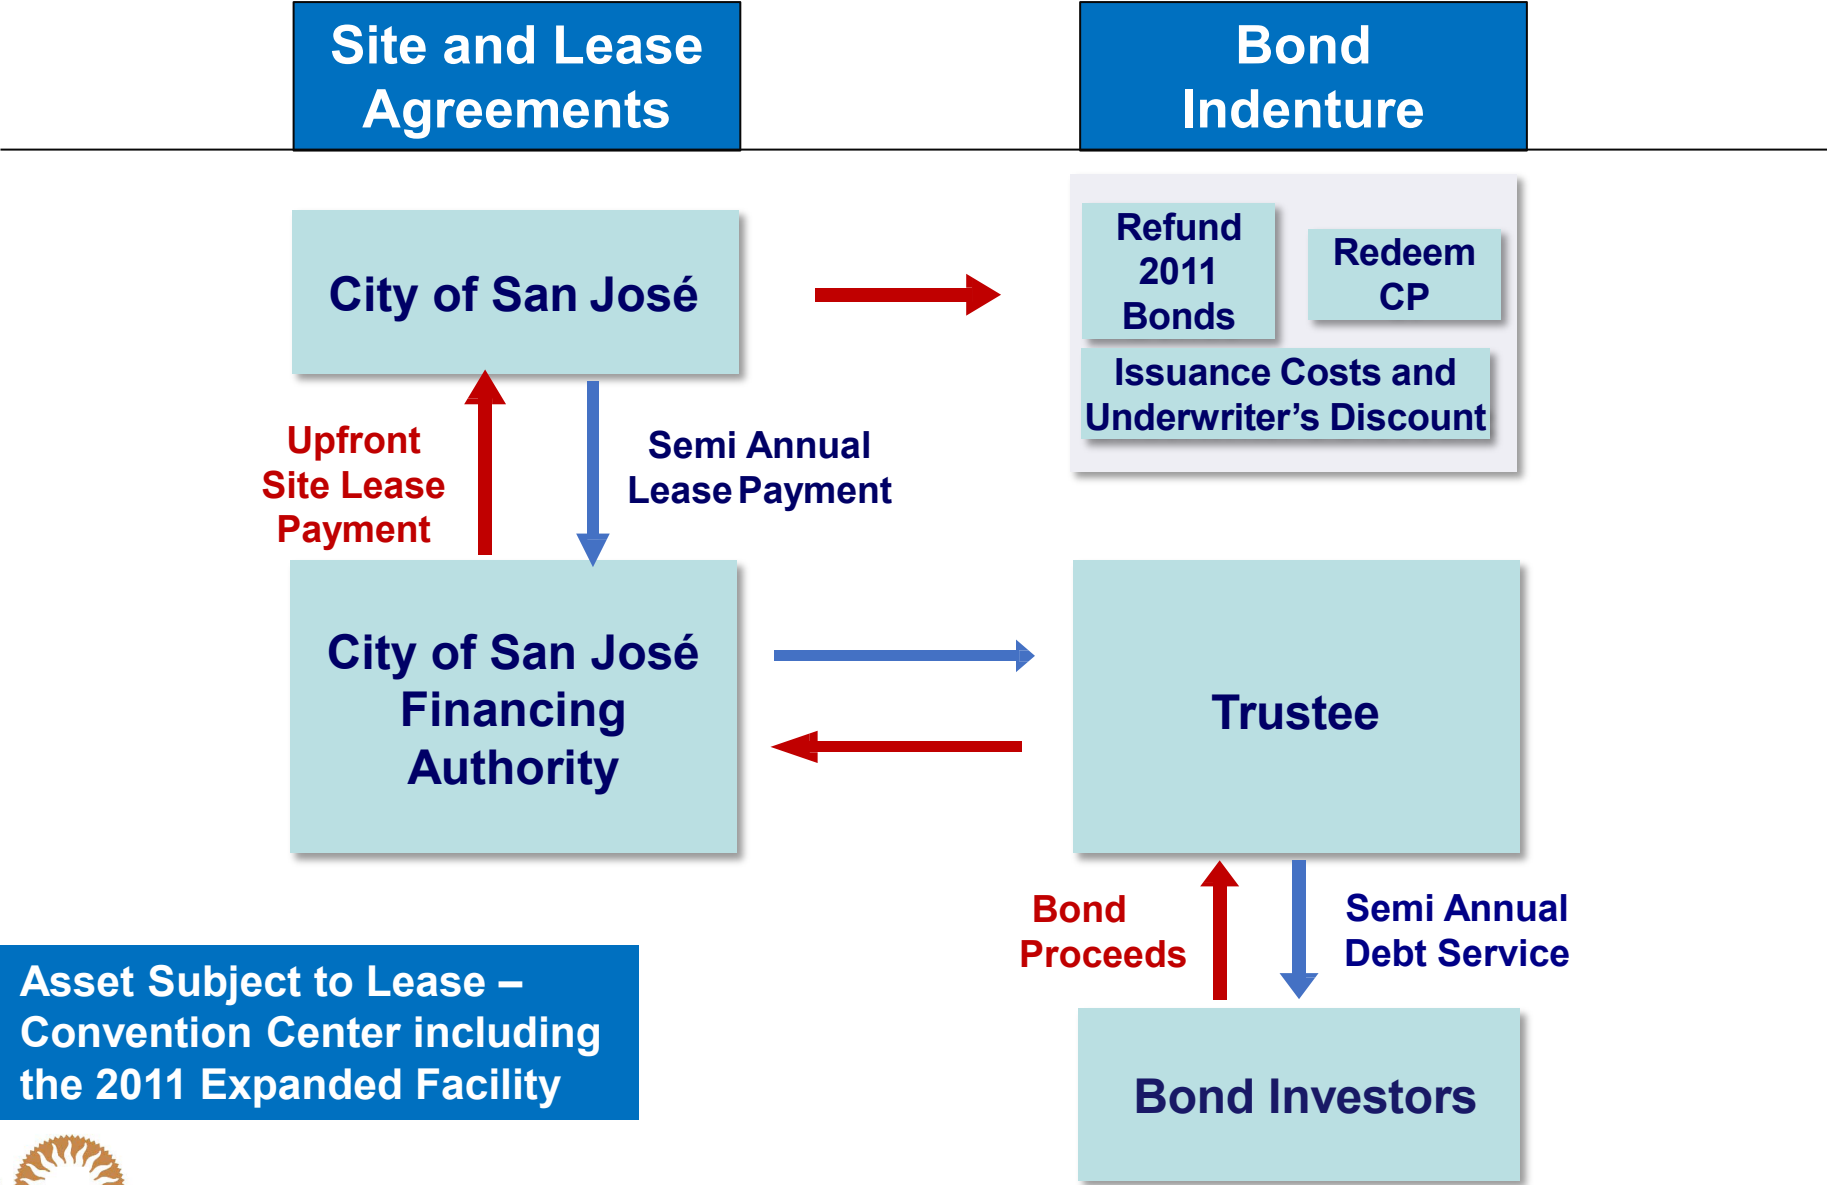 Site and Lease
Agreements
Bond
Indenture
City of San José
Refund
2011
Bonds
Redeem
CP
Issuance Costs and
Underwriter’s Discount
Upfront
Site Lease
Payment
Semi Annual
Lease Payment
City of San José
Financing
Authority
Trustee
Bond
Proceeds
Semi Annual
Debt Service
Asset Subject to Lease –
Convention Center including
the 2011 Expanded Facility
Bond Investors